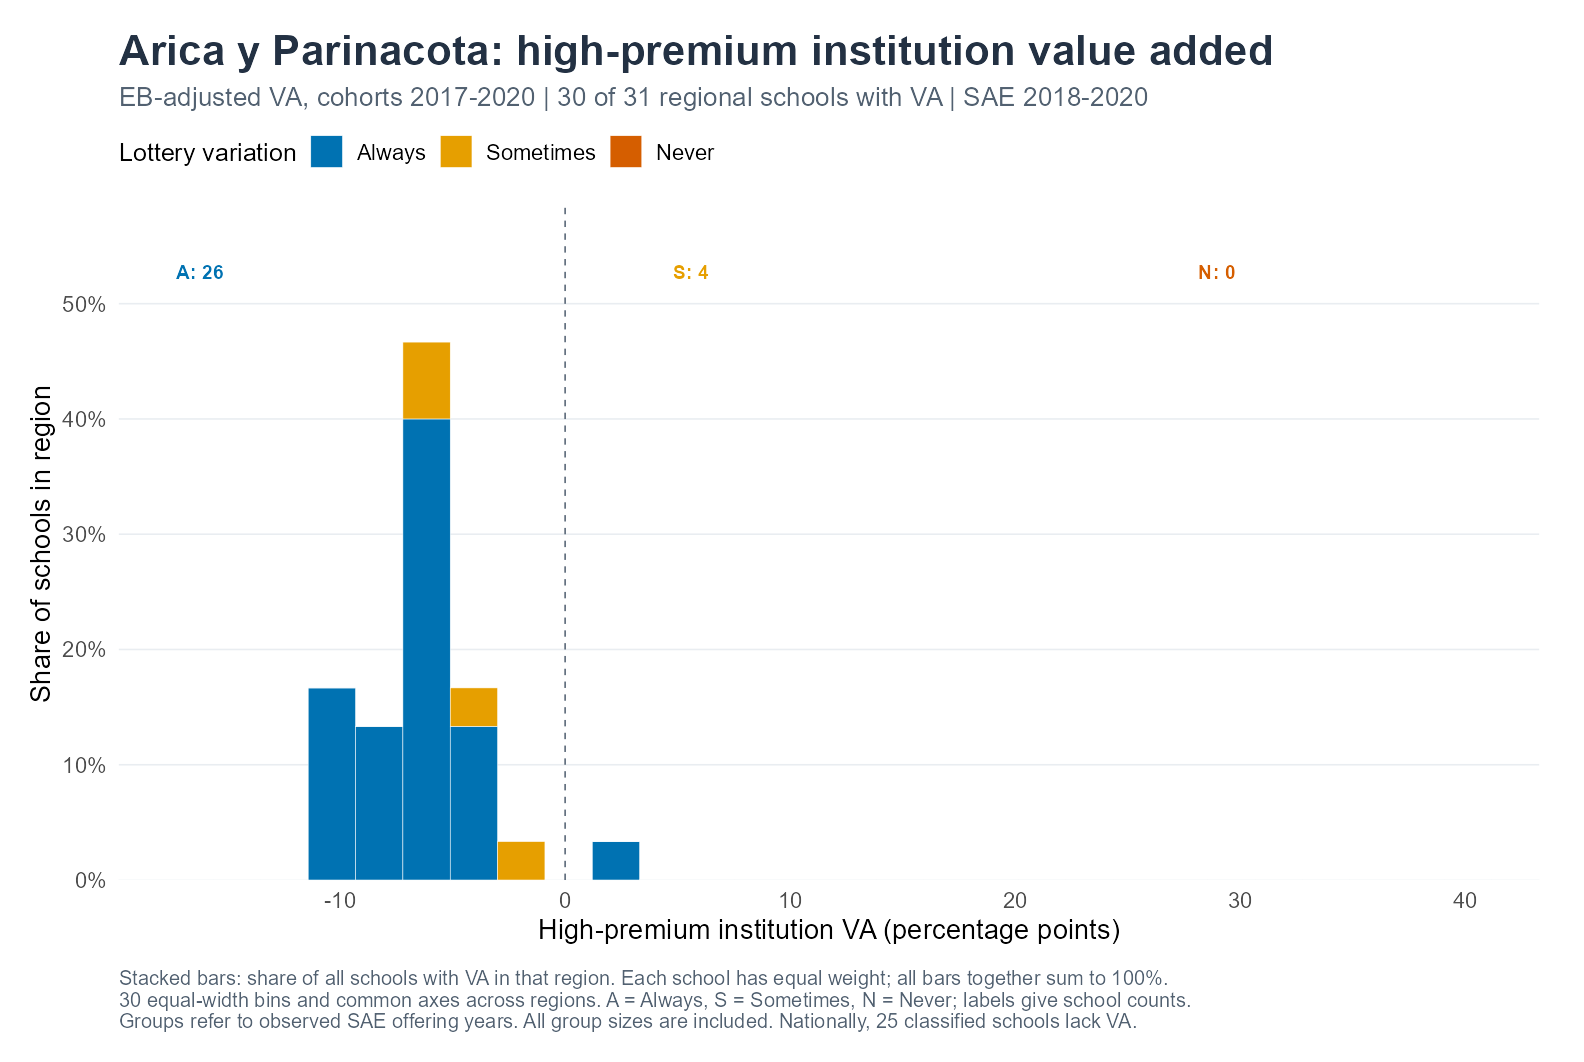 Arica y Parinacota: high-premium institution value added
EB-adjusted VA, cohorts 2017-2020 | 30 of 31 regional schools with VA | SAE 2018-2020
Lottery variation Always Sometimes Never
A: 26 S: 4 N: 0
50%
40%
30%
20%
10%
0%
Share of schools in region
-10 0 10 20 30 40
High-premium institution VA (percentage points)
Stacked bars: share of all schools with VA in that region. Each school has equal weight; all bars together sum to 100%.
30 equal-width bins and common axes across regions. A = Always, S = Sometimes, N = Never; labels give school counts.
Groups refer to observed SAE offering years. All group sizes are included. Nationally, 25 classified schools lack VA.